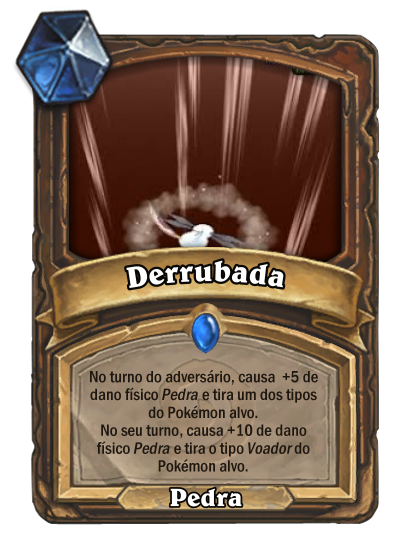 Derrubada
No turno do adversário, causa +5 de
dano físico Pedra e tira um dos tipos
do Pokémon alvo.
No seu turno, causa +10 de dano
físico Pedra e tira o tipo Voador do
Pokémon alvo.
Pedra